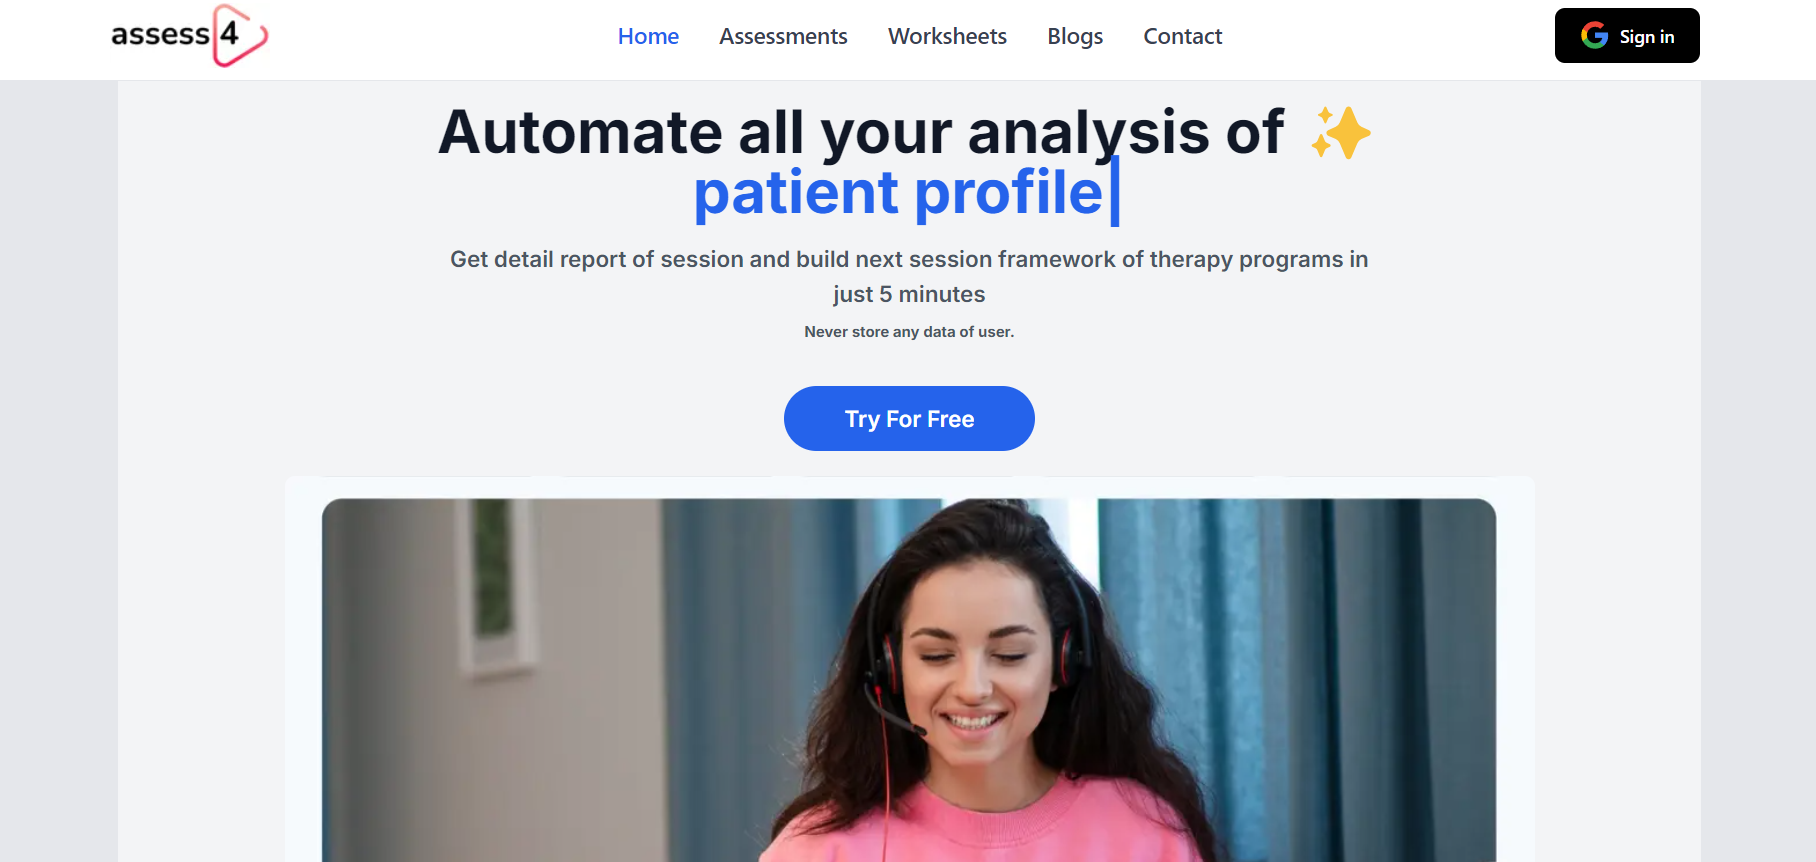 assess 4
Home
Assessments
Worksheets
Blogs
Contact
Sign in
Automate all your analysis of ✨
patient profile|
Get detail report of session and build next session framework of therapy programs in
just 5 minutes
Never store any data of user.
Try For Free